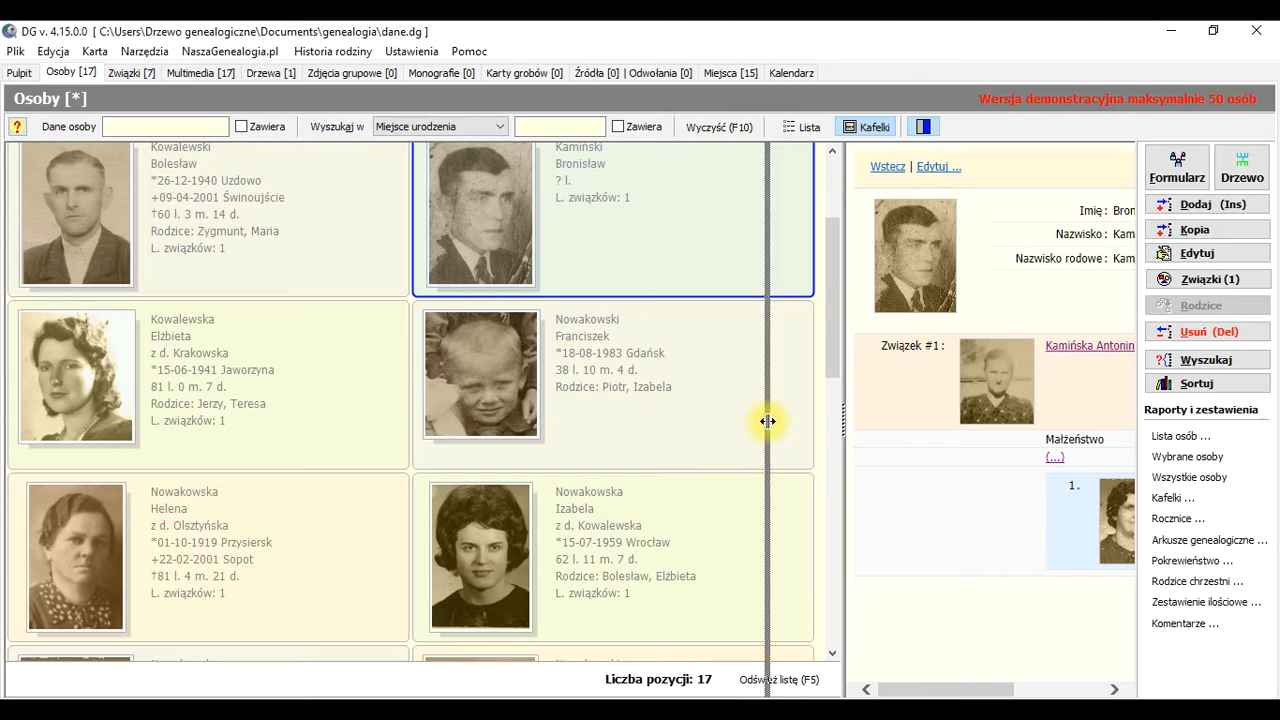 DG v. 4.15.0.0 [ C:\Users\Drzewo genealogiczne\Documents\genealogia\dane.dg ]
Plik Edycja Karta Narzędzia NaszaGenealogia.pl Historia rodziny Ustawienia Pomoc
Pulpit Osoby [17] Związki [7] Multimedia [17] Drzewa [1] Zdjęcia grupowe [0] Monografie [0] Karty grobów [0] Źródła [0] | Odwołania [0] Miejsca [15] Kalendarz
Osoby [*] Wersja demonstracyjna maksymalnie 50 osób
? Dane osoby Zawiera Wyszukaj w Miejsce urodzenia Zawiera Wyczyść (F10) Lista Kafelki
Kowalewski
Bolesław
*26-12-1940 Uzdowo
+09-04-2001 Świnoujście
†60 l. 3 m. 14 d.
Rodzice: Zygmunt, Maria
L. związków: 1
Kamiński
Bronisław
? l.
L. związków: 1
Kowalewska
Elżbieta
z d. Krakowska
*15-06-1941 Jaworzyna
81 l. 0 m. 7 d.
Rodzice: Jerzy, Teresa
L. związków: 1
Nowakowski
Franciszek
*18-08-1983 Gdańsk
38 l. 10 m. 4 d.
Rodzice: Piotr, Izabela
Nowakowska
Helena
z d. Olsztyńska
*01-10-1919 Przysiersk
+22-02-2001 Sopot
†81 l. 4 m. 21 d.
L. związków: 1
Nowakowska
Izabela
z d. Kowalewska
*15-07-1959 Wrocław
62 l. 11 m. 7 d.
Rodzice: Bolesław, Elżbieta
L. związków: 1
Liczba pozycji: 17 Odśwież listę (F5)
Wstecz | Edytuj ...
Imię : Bron
Nazwisko : Kam
Nazwisko rodowe : Kam
Związek #1: Kamińska Antonin
Małżeństwo
(...)
1.
Formularz Drzewo
Dodaj (Ins)
Kopia
Edytuj
Związki (1)
Rodzice
Usuń (Del)
Wyszukaj
Sortuj
Raporty i zestawienia
Lista osób ...
Wybrane osoby
Wszystkie osoby
Kafelki ...
Rocznice ...
Arkusze genealogiczne ...
Pokrewieństwo ...
Rodzice chrzestni ...
Zestawienie ilościowe ...
Komentarze ...